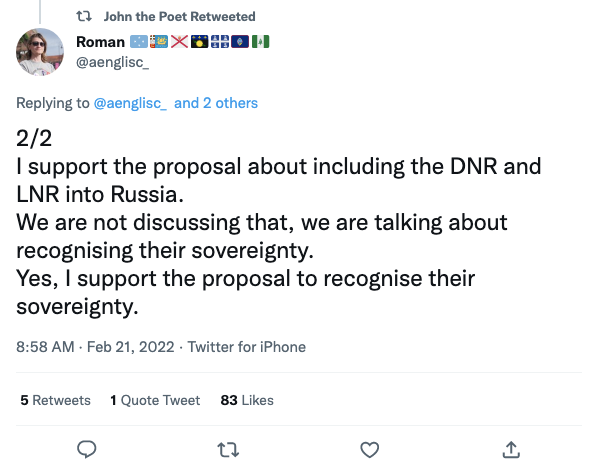 John the Poet Retweeted
Roman
@aenglisc_
Replying to @aenglisc_ and 2 others
2/2
I support the proposal about including the DNR and
LNR into Russia.
We are not discussing that, we are talking about
recognising their sovereignty.
Yes, I support the proposal to recognise their
sovereignty.
8:58 AM · Feb 21, 2022 · Twitter for iPhone
5 Retweets 1 Quote Tweet 83 Likes